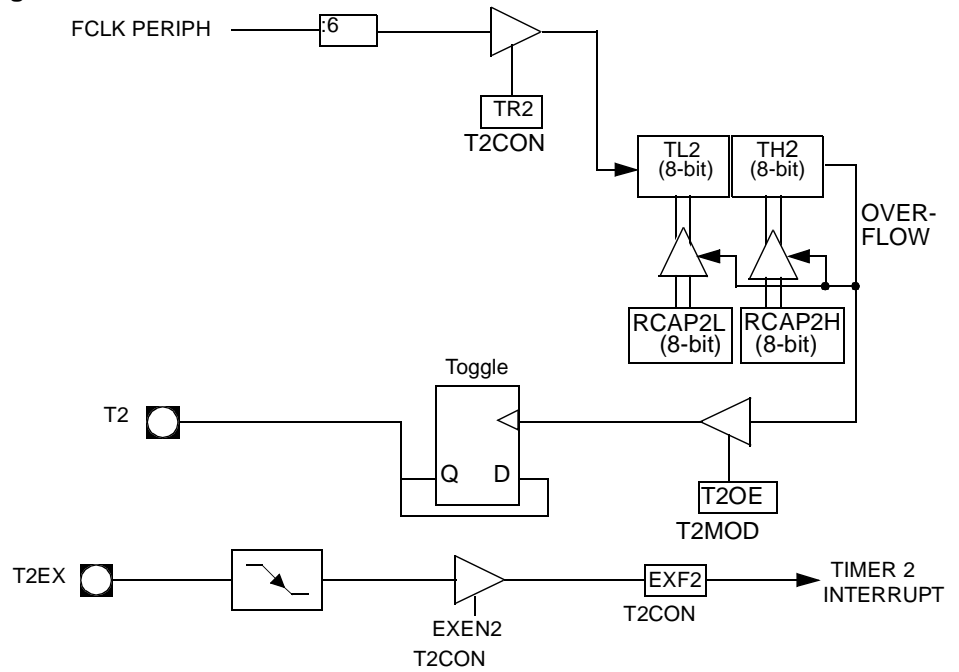 FCLK PERIPH
:6
TR2
T2CON
TL2
(8-bit)
TH2
(8-bit)
OVER-
FLOW
RCAP2L
(8-bit)
RCAP2H
(8-bit)
Toggle
T2
Q D
T2OE
T2MOD
T2EX
EXEN2
T2CON
EXF2
T2CON
TIMER 2
INTERRUPT